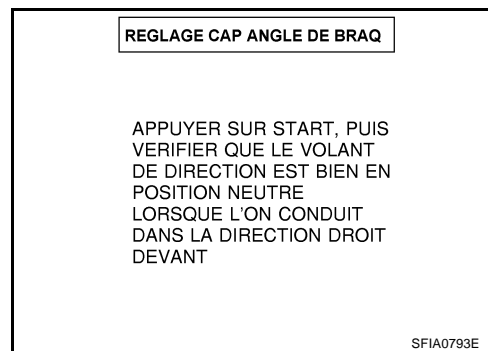 REGLAGE CAP ANGLE DE BRAQ
APPUYER SUR START, PUIS
VERIFIER QUE LE VOLANT
DE DIRECTION EST BIEN EN
POSITION NEUTRE
LORSQUE L'ON CONDUIT
DANS LA DIRECTION DROIT
DEVANT
SFIA0793E